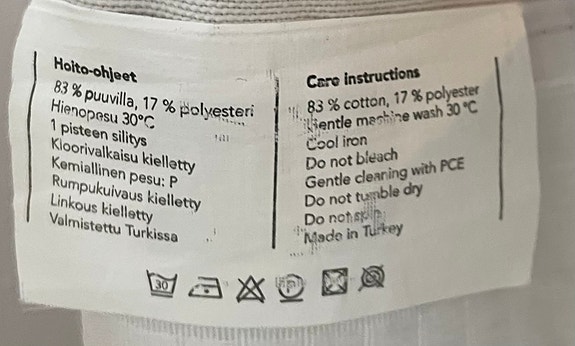 Hoito-ohjeet
83 % puuvilla, 17 % polyesteri
Hienopesu 30°C
1 pisteen silitys
Kloorivalkaisu kielletty
Kemiallinen pesu: P
Rumpukuivaus kielletty
Linkous kielletty
Valmistettu Turkissa
Care instructions
83 % cotton, 17 % polyester
Gentle machine wash 30 °C
Cool iron
Do not bleach
Gentle cleaning with PCE
Do not tumble dry
Do not spin
Made in Turkey
30